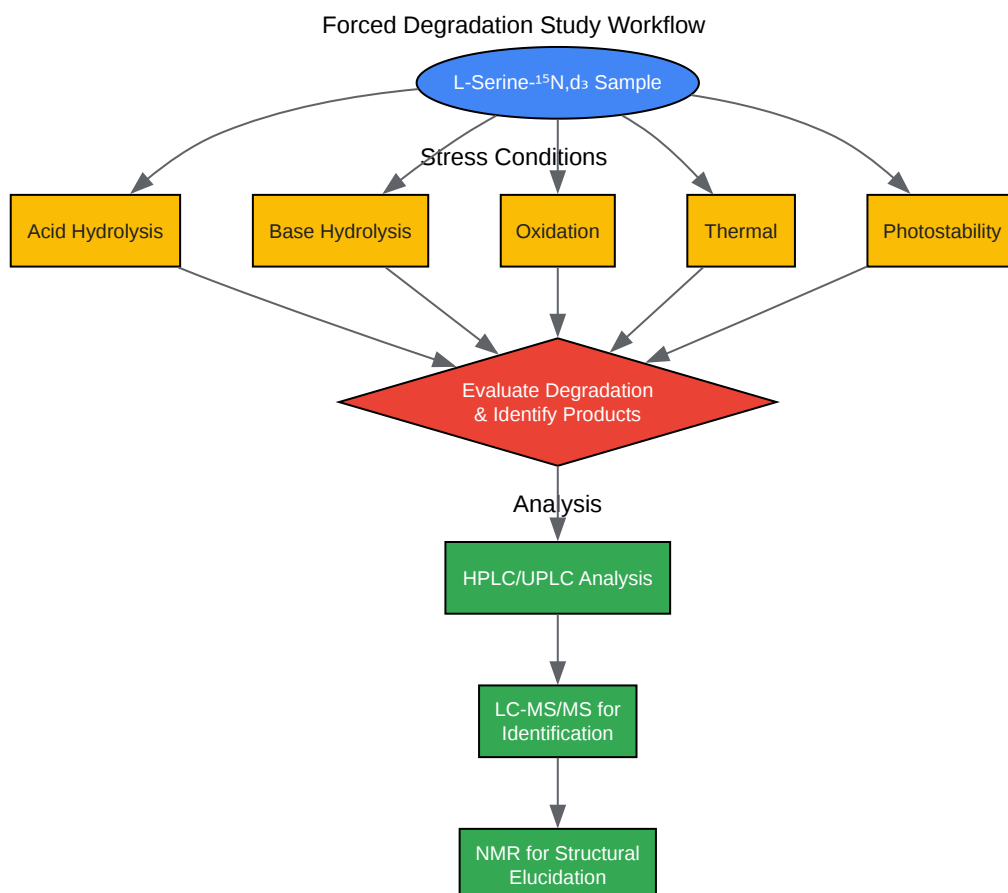 Forced Degradation Study Workflow
L-Serine-¹⁵N,d₃ Sample
Stress Conditions
Acid Hydrolysis
Base Hydrolysis
Oxidation
Thermal
Photostability
Evaluate Degradation
& Identify Products
Analysis
HPLC/UPLC Analysis
LC-MS/MS for
Identification
NMR for Structural
Elucidation